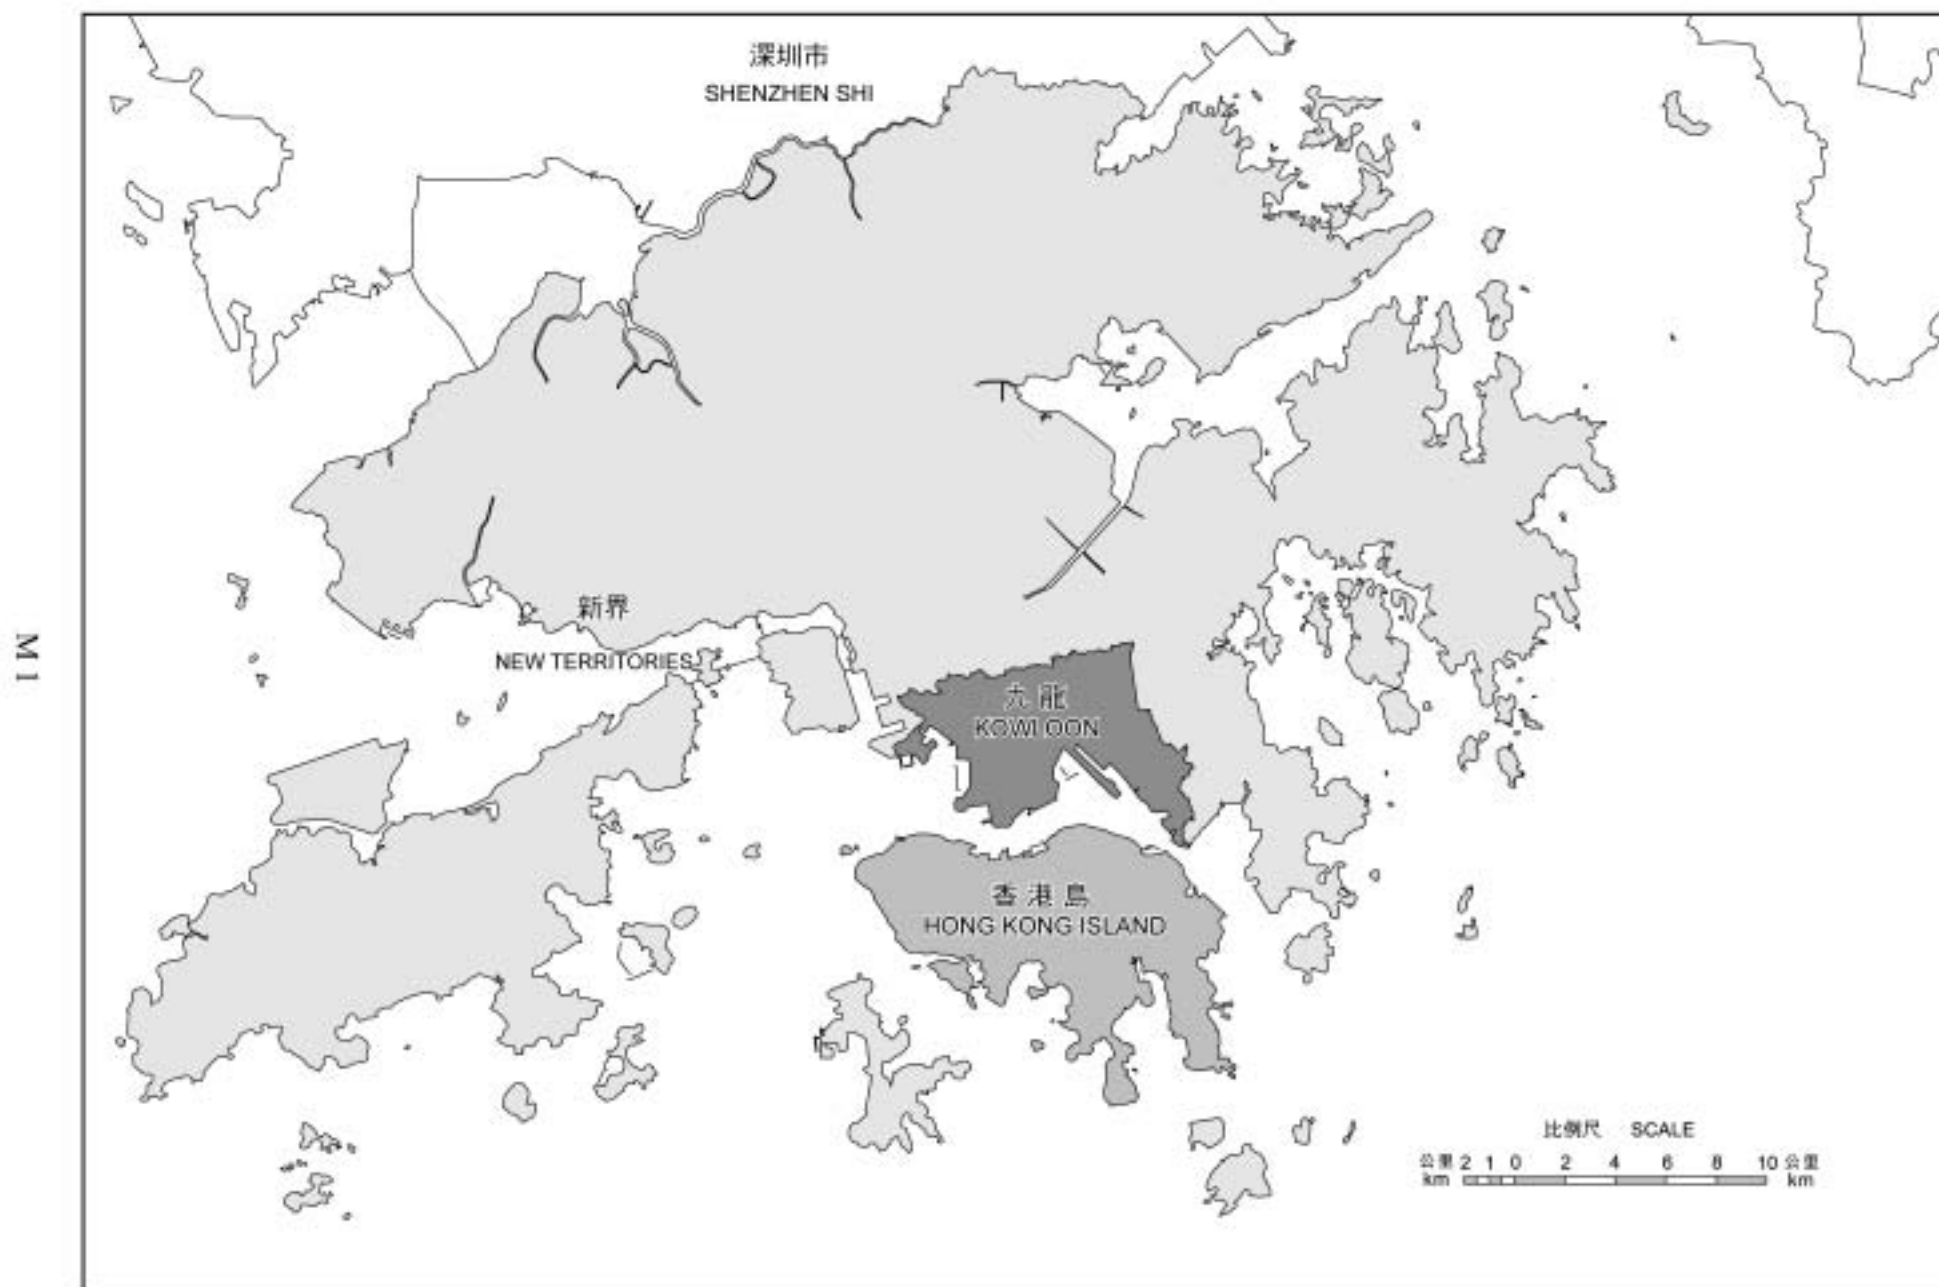 深圳市
SHENZHEN SHI
新界
NEW TERRITORIES
九龍
KOWLOON
香港島
HONG KONG ISLAND
M 1
比例尺 SCALE
公里 2 1 0 2 4 6 8 10 公里
km km